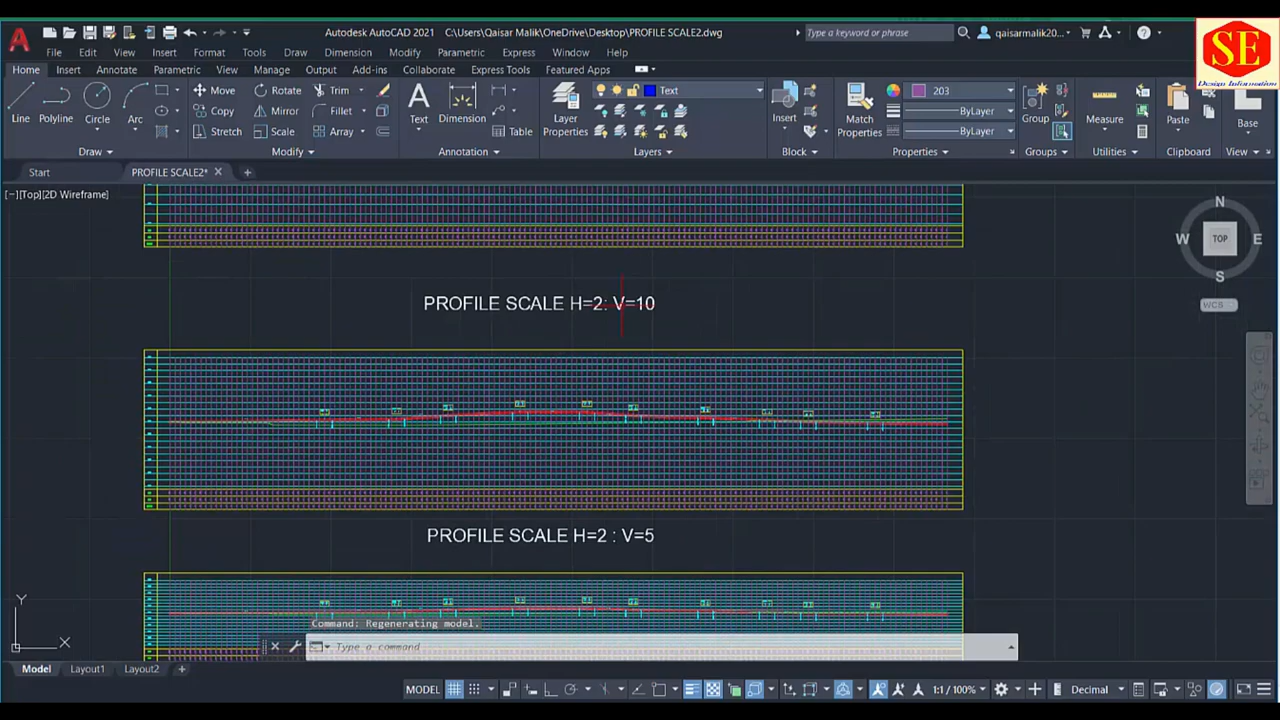 Autodesk AutoCAD 2021 C:\Users\Qaisar Malik\OneDrive\Desktop\PROFILE SCALE2.dwg
Type a keyword or phrase
qaisarmalik20...
SE
Design Information
File Edit View Insert Format Tools Draw Dimension Modify Parametric Express Window Help
Home Insert Annotate Parametric View Manage Output Add-ins Collaborate Express Tools Featured Apps
Line
Polyline
Circle
Arc
Draw
Move Rotate Trim
Copy Mirror Fillet
Stretch Scale Array
Modify
Text
Dimension
Table
Annotation
Layer Properties
Text
Layers
Insert
Block
Match Properties
203
ByLayer
ByLayer
Properties
Group
Groups
Measure
Utilities
Paste
Clipboard
Base
View
Start
PROFILE SCALE2*
[−][Top][2D Wireframe]
N
W TOP E
S
WCS
PROFILE SCALE H=2: V=10
PROFILE SCALE H=2 : V=5
Y
X
Command: Regenerating model.
Type a command
Model Layout1 Layout2
MODEL
1:1 / 100%
Decimal